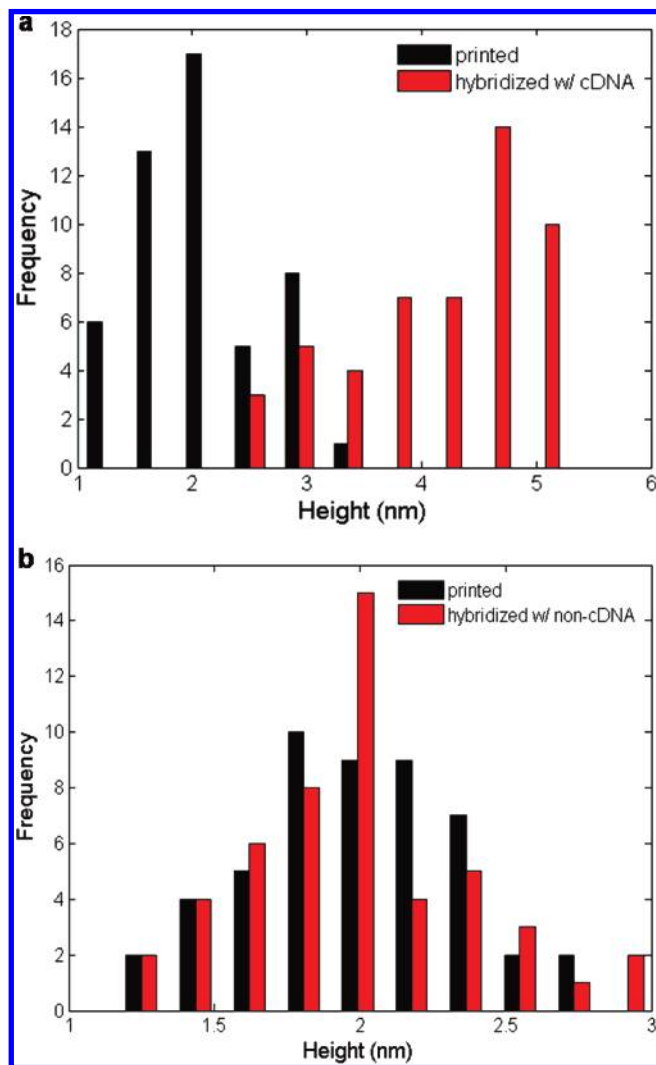 a
18
16
14
12
10
8
6
4
2
0
Frequency
printed
hybridized w/ cDNA
1 2 3 4 5 6
Height (nm)
b
16
14
12
10
8
6
4
2
0
Frequency
printed
hybridized w/ non-cDNA
1 1.5 2 2.5 3
Height (nm)